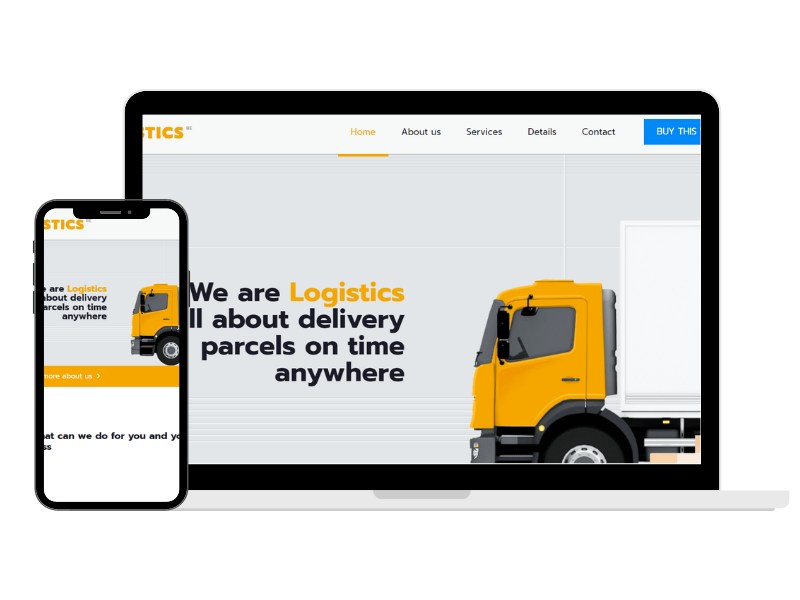 STICS
Home About us Services Details Contact BUY THIS
We are Logistics
ll about delivery
parcels on time
anywhere
STICS
e are Logistics
about delivery
arcels on time
anywhere
more about us
hat can we do for you and yo
ss